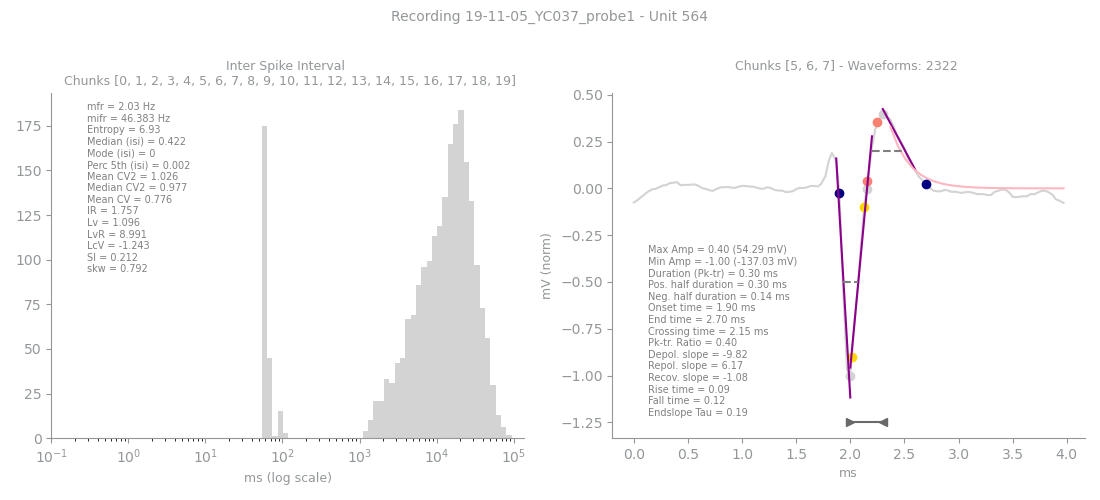 Recording 19-11-05_YC037_probe1 - Unit 564
Inter Spike Interval
Chunks [0, 1, 2, 3, 4, 5, 6, 7, 8, 9, 10, 11, 12, 13, 14, 15, 16, 17, 18, 19]
mfr = 2.03 Hz
mifr = 46.383 Hz
Entropy = 6.93
Median (isi) = 0.422
Mode (isi) = 0
Perc 5th (isi) = 0.002
Mean CV2 = 1.026
Median CV2 = 0.977
Mean CV = 0.776
IR = 1.757
Lv = 1.096
LvR = 8.991
LcV = -1.243
SI = 0.212
skw = 0.792
175
150
125
100
75
50
25
0
10⁻¹ 10⁰ 10¹ 10² 10³ 10⁴ 10⁵
ms (log scale)
Chunks [5, 6, 7] - Waveforms: 2322
mV (norm)
0.50
0.25
0.00
−0.25
−0.50
−0.75
−1.00
−1.25
Max Amp = 0.40 (54.29 mV)
Min Amp = -1.00 (-137.03 mV)
Duration (Pk-tr) = 0.30 ms
Pos. half duration = 0.30 ms
Neg. half duration = 0.14 ms
Onset time = 1.90 ms
End time = 2.70 ms
Crossing time = 2.15 ms
Pk-tr. Ratio = 0.40
Depol. slope = -9.82
Repol. slope = 6.17
Recov. slope = -1.08
Rise time = 0.09
Fall time = 0.12
Endslope Tau = 0.19
0.0 0.5 1.0 1.5 2.0 2.5 3.0 3.5 4.0
ms